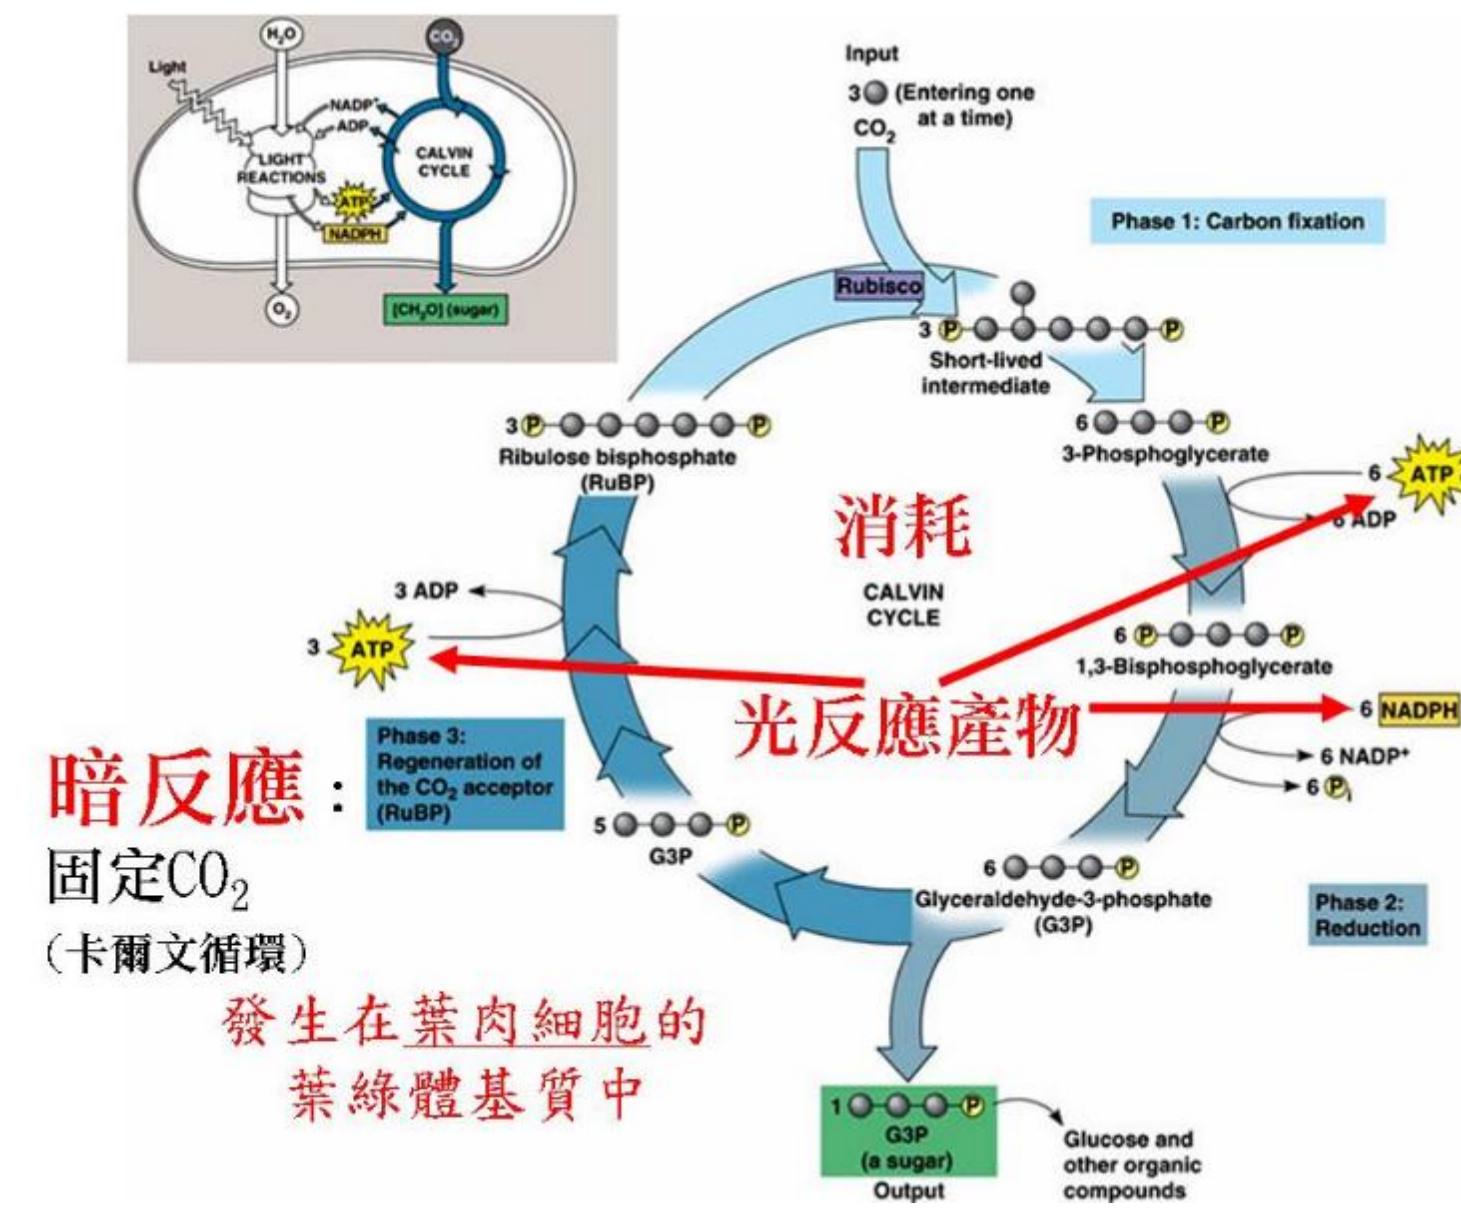 H₂O
CO₂
Light
NADP⁺
ADP
LIGHT
REACTIONS
CALVIN
CYCLE
ATP
NADPH
O₂
[CH₂O] (sugar)
Input
3 (Entering one
at a time)
CO₂
Phase 1: Carbon fixation
Rubisco
3 P P
Short-lived
intermediate
3 P P
Ribulose bisphosphate
(RuBP)
6 P
3-Phosphoglycerate
6 ATP
6 ADP
消耗
CALVIN
CYCLE
3 ADP
3 ATP
6 P P
1,3-Bisphosphoglycerate
光反應產物
6 NADPH
6 NADP⁺
6 Pi
Phase 3:
Regeneration of
the CO₂ acceptor
(RuBP)
暗反應：
固定CO₂
(卡爾文循環)
5 P
G3P
6 P
Glyceraldehyde-3-phosphate
(G3P)
Phase 2:
Reduction
發生在葉肉細胞的
葉綠體基質中
1 P
G3P
(a sugar)
Output
Glucose and
other organic
compounds